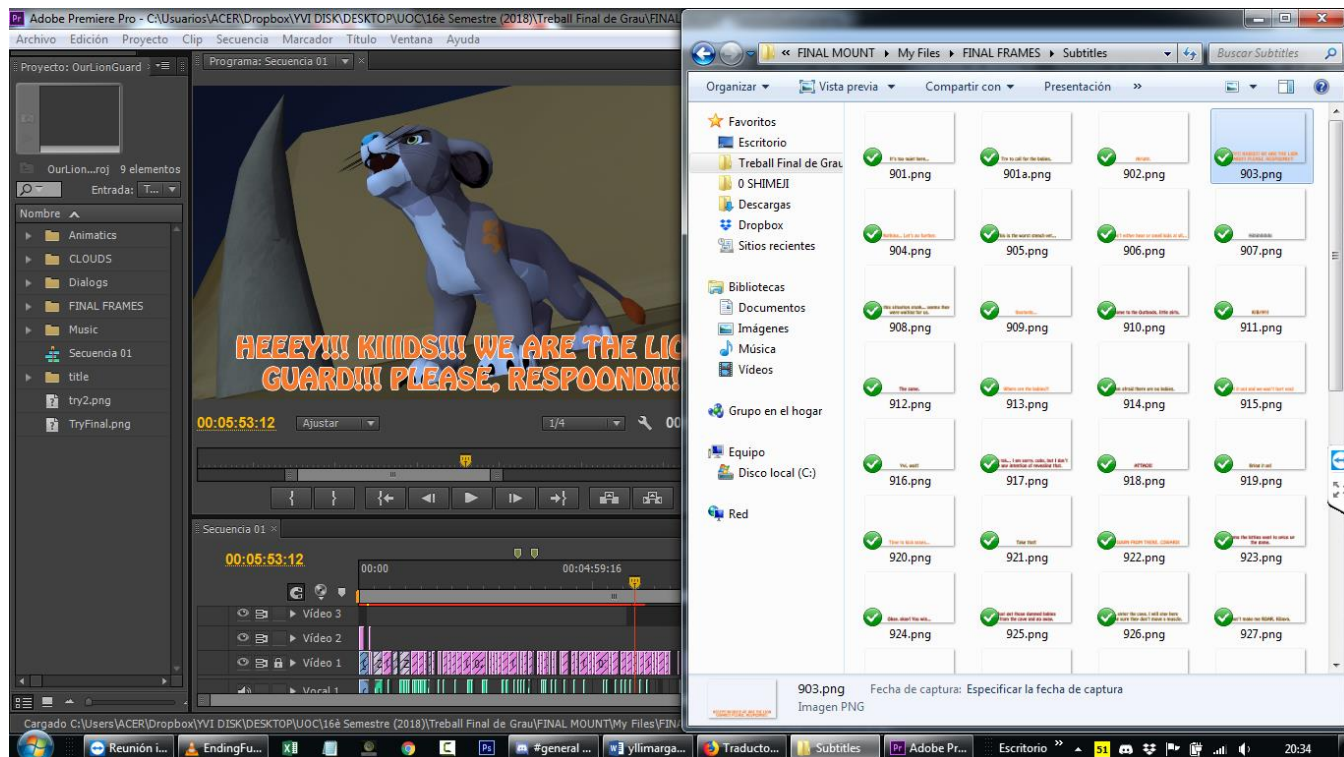 Adobe Premiere Pro - C:\Usuarios\ACER\Dropbox\YVI DISK\DESKTOP\UOC\16è Semestre (2018)\Treball Final de Grau\FINAL
Archivo Edición Proyecto Clip Secuencia Marcador Título Ventana Ayuda
Proyecto: OurLionGuard
Programa: Secuencia 01
OurLion...roj 9 elementos
Entrada: T...
Nombre
Animatics
CLOUDS
Dialogs
FINAL FRAMES
Music
Secuencia 01
title
try2.png
TryFinal.png
HEEEY!!! KIIIDS!!! WE ARE THE LIO
GUARD!!! PLEASE, RESPOOND!!!
00:05:53:12 Ajustar 1/4 00
Secuencia 01
00:05:53:12
00:00 00:04:59:16
Vídeo 3
Vídeo 2
Vídeo 1
Vocal 1
Cargado C:\Users\ACER\Dropbox\YVI DISK\DESKTOP\UOC\16è Semestre (2018)\Treball Final de Grau\FINAL MOUNT\My Files\FINA
« FINAL MOUNT My Files FINAL FRAMES Subtitles
Buscar Subtitles
Organizar Vista previa Compartir con Presentación »
Favoritos
Escritorio
Treball Final de Grau
0 SHIMEJI
Descargas
Dropbox
Sitios recientes
Bibliotecas
Documentos
Imágenes
Música
Vídeos
Grupo en el hogar
Equipo
Disco local (C:)
Red
901.png 901a.png 902.png 903.png
904.png 905.png 906.png 907.png
908.png 909.png 910.png 911.png
The same.
912.png 913.png 914.png 915.png
ATTACK!
916.png 917.png 918.png 919.png
920.png 921.png 922.png 923.png
924.png 925.png 926.png 927.png
903.png Fecha de captura: Especificar la fecha de captura
Imagen PNG
Reunión i... EndingFu... Ps #general ... yllimarga... Traducto... Subtitles Adobe Pr... Escritorio » 51 20:34